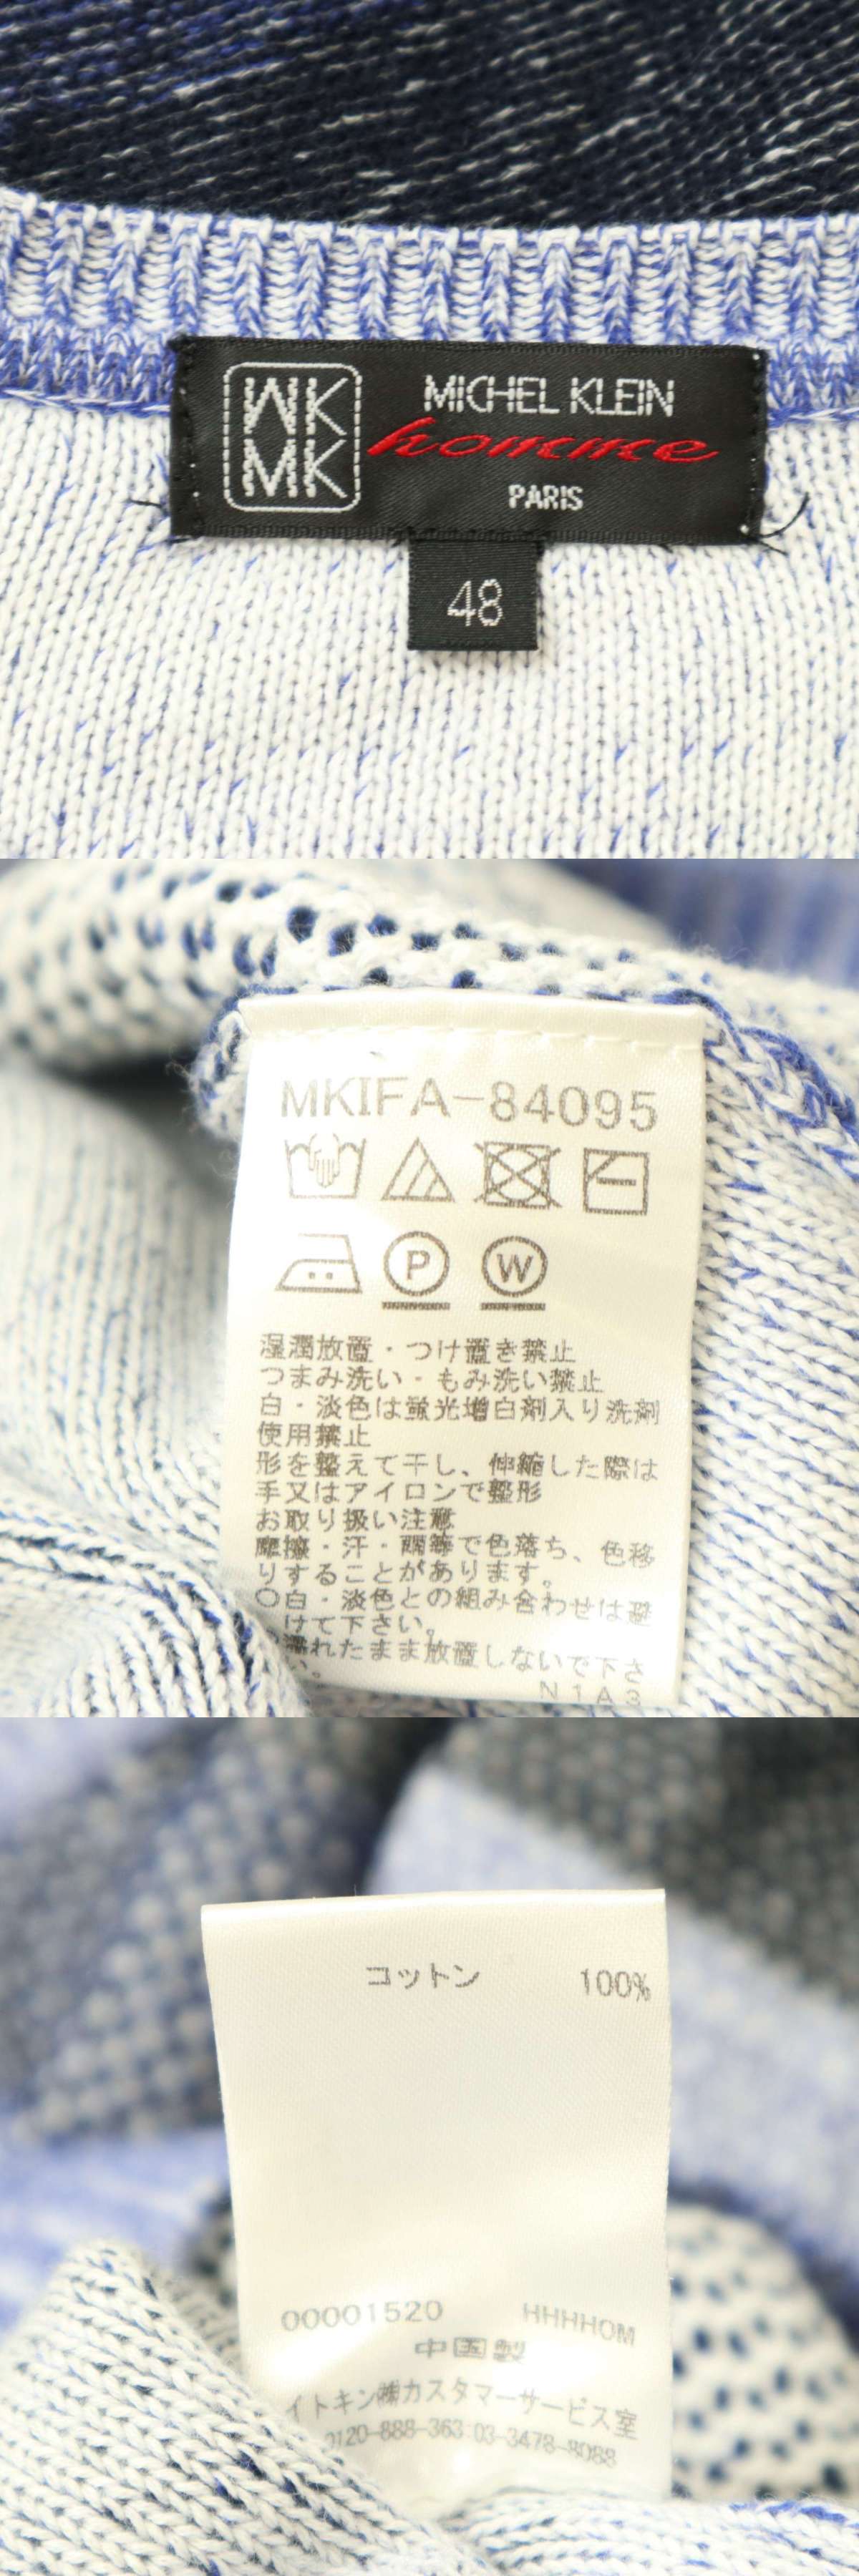 MK
MK
MICHEL KLEIN
homme
PARIS
48
MKIFA-84095
P
W
湿潤放置・つけ置き禁止
つまみ洗い・もみ洗い禁止
白・淡色は蛍光増白剤入り洗剤
使用禁止
形を整えて干し、伸縮した際は
手又はアイロンで整形
お取り扱い注意
摩擦・汗・雨等で色落ち、色移
りすることがあります。
○白・淡色との組み合わせは避
けて下さい。
濡れたまま放置しないで下さ
い。
N1A3
コットン 100%
00001520 HHHHOM
中国製
イトキン㈱カスタマーサービス室
0120-888-363 03-3478-8088